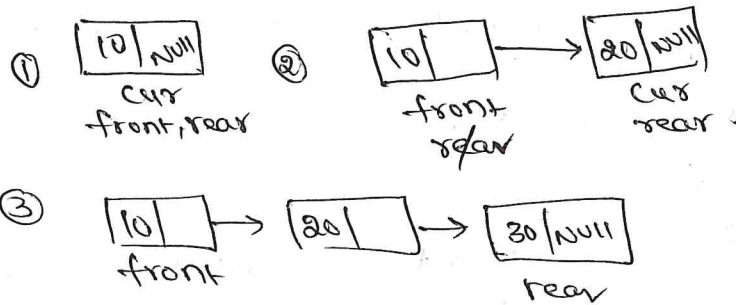 ① 10 NULL ② 10 20 NULL
cur front cur
front, rear rear rear
③ 10 20 30 NULL
front rear